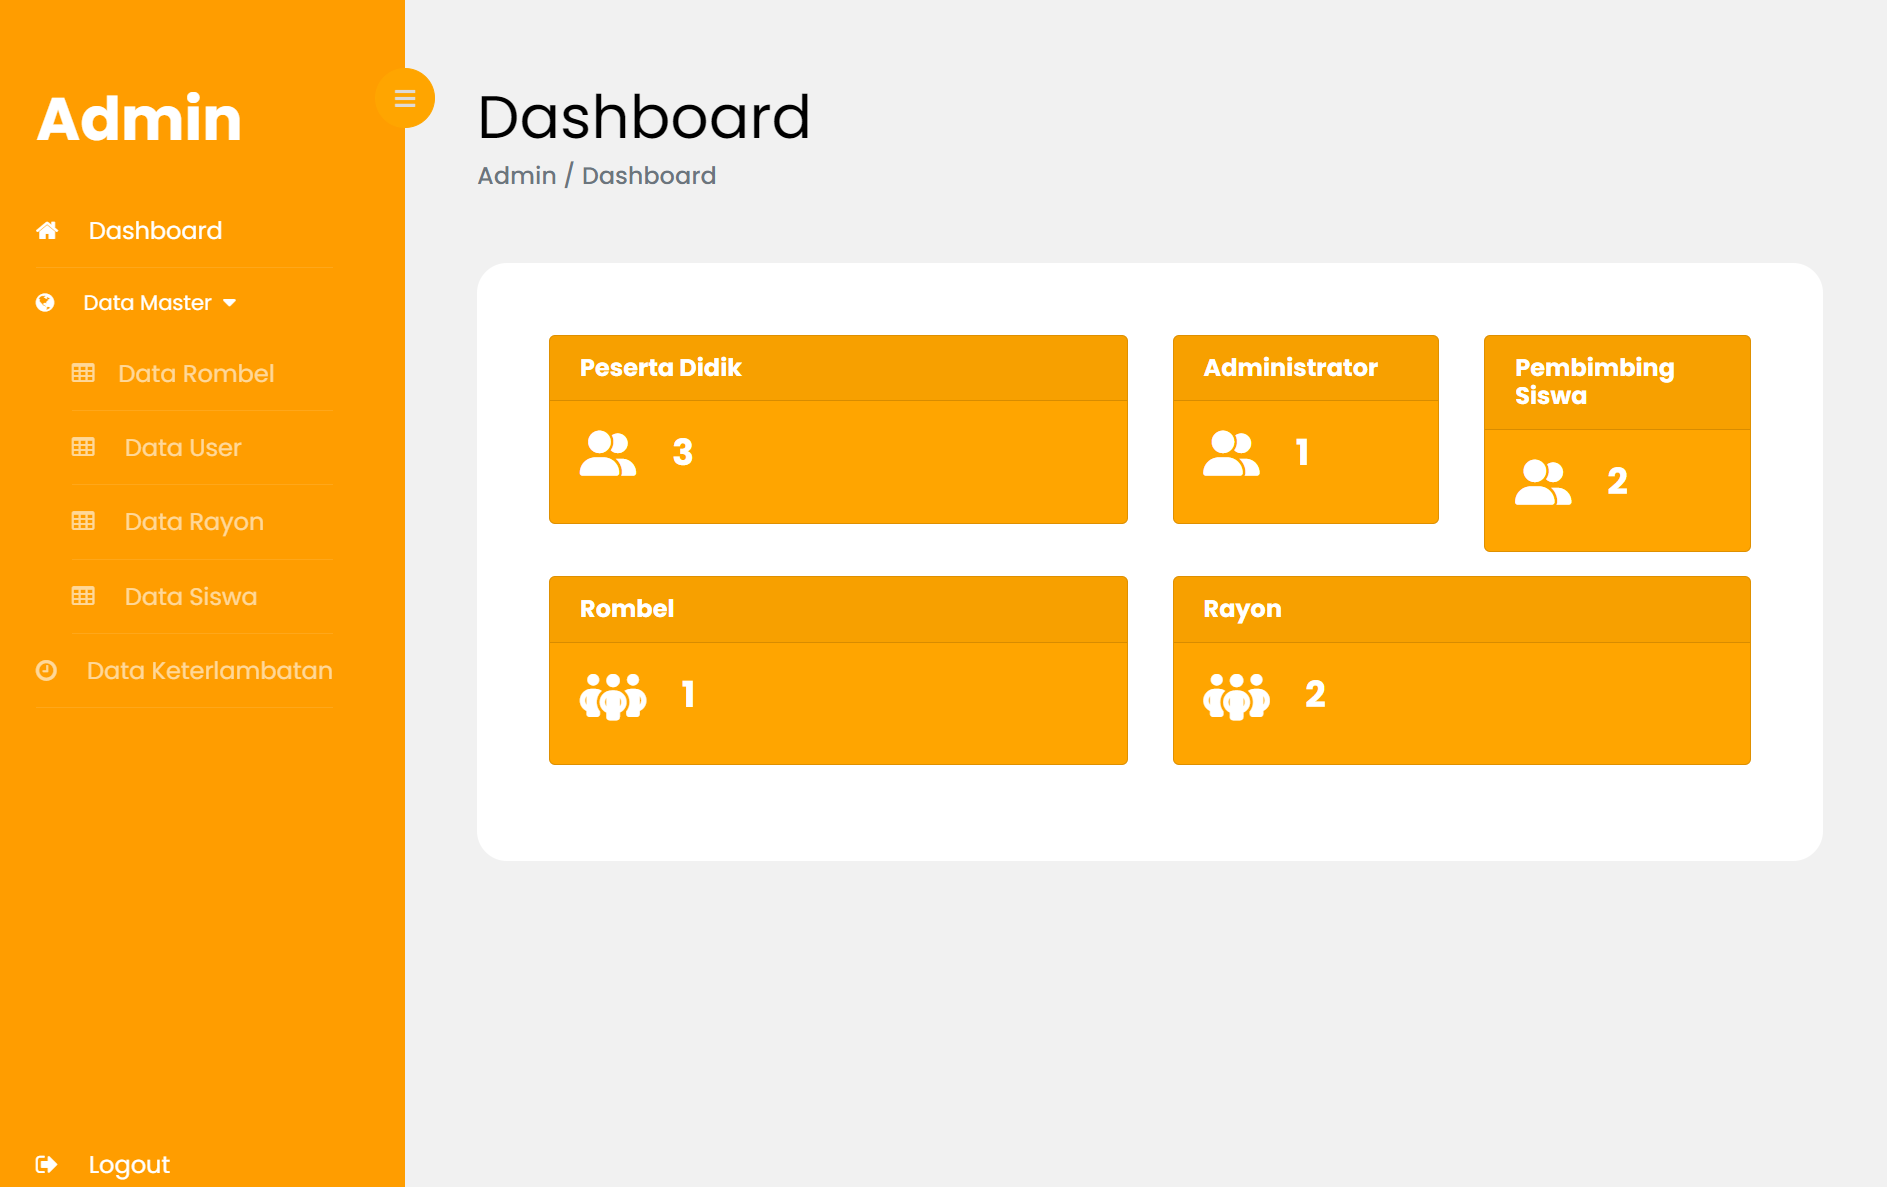 Admin
Dashboard
Data Master
Data Rombel
Data User
Data Rayon
Data Siswa
Data Keterlambatan
Logout
Dashboard
Admin / Dashboard
Peserta Didik
3
Administrator
1
Pembimbing
Siswa
2
Rombel
1
Rayon
2